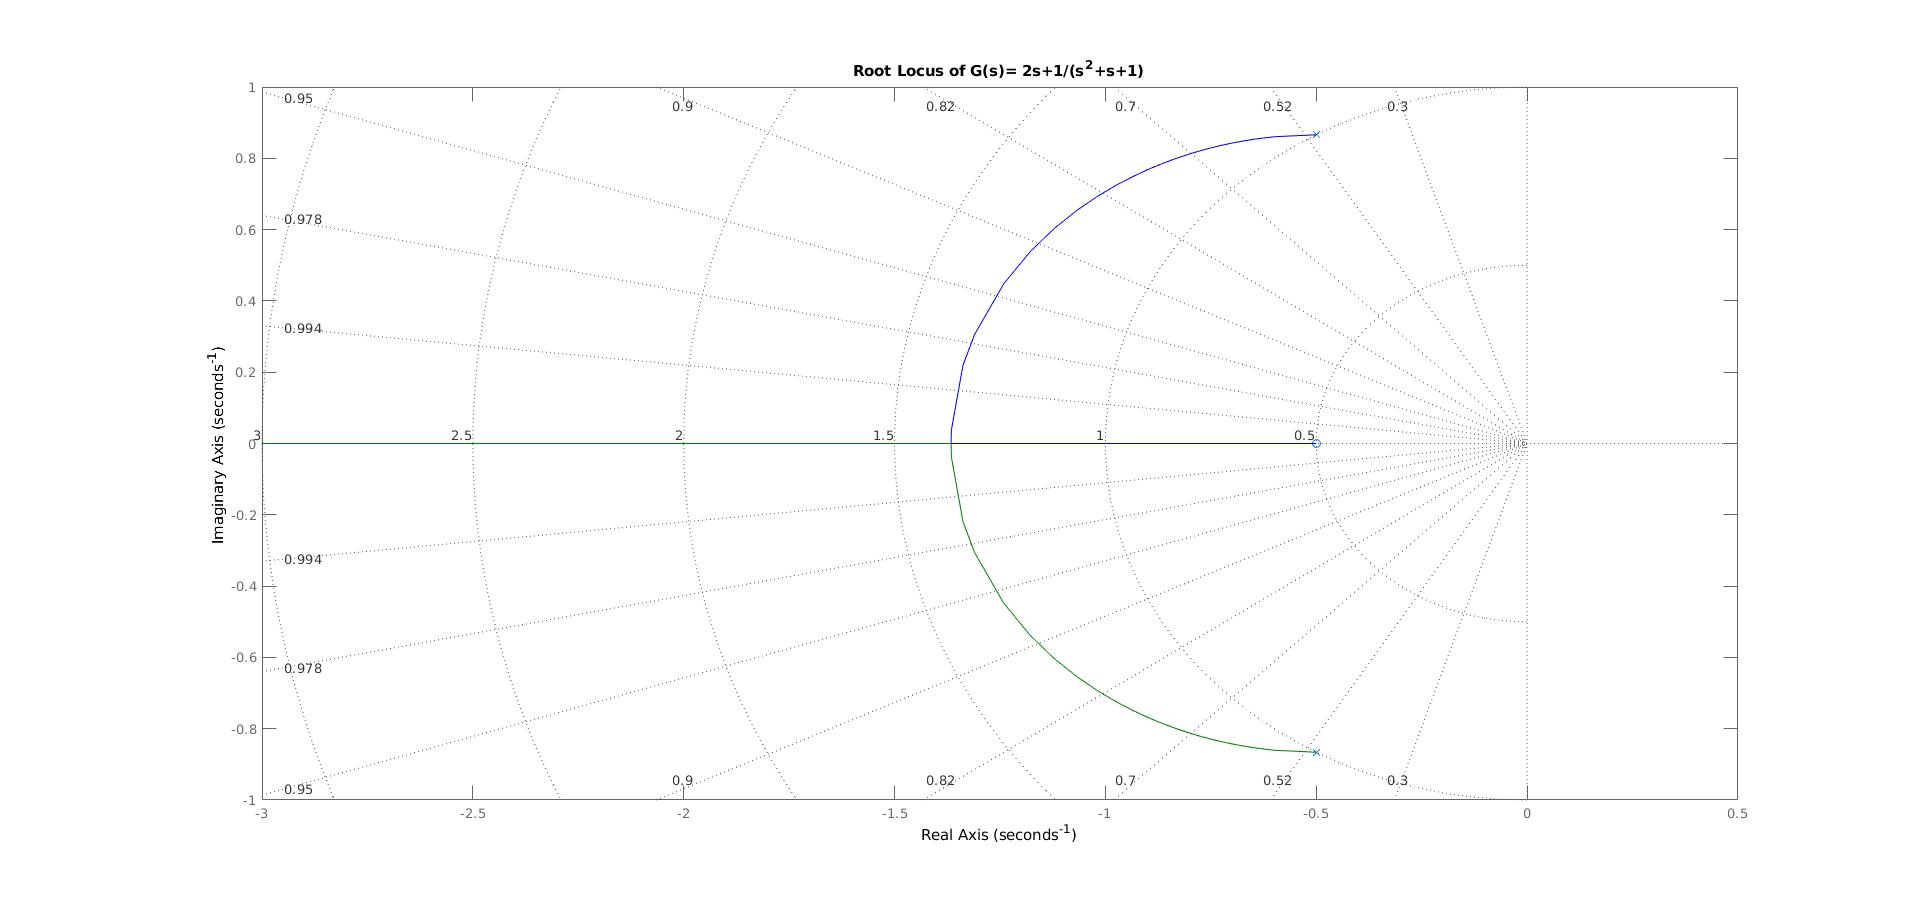 Root Locus of G(s)= 2s+1/(s²+s+1)
1
0.95 0.9 0.82 0.7 0.52 0.3
0.8
0.978
0.6
0.4
0.994
0.2
3 2.5 2 1.5 1 0.5
0
-0.2
0.994
-0.4
-0.6
0.978
-0.8
0.95 0.9 0.82 0.7 0.52 0.3
-1
-3 -2.5 -2 -1.5 -1 -0.5 0 0.5
Real Axis (seconds⁻¹)
Imaginary Axis (seconds⁻¹)